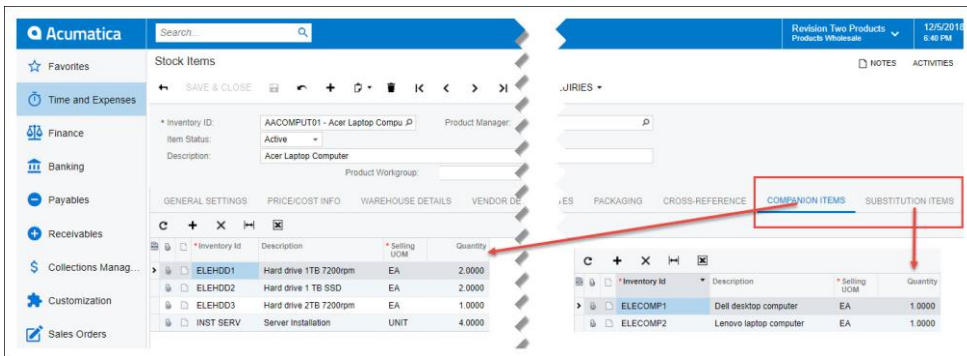 Acumatica Search... Revision Two Products 12/5/2018
Products Wholesale 6:40 PM
Favorites Stock Items NOTES ACTIVITIES
Time and Expenses SAVE & CLOSE UIRIES
Finance * Inventory ID: AACOMPUT01 - Acer Laptop Compu Product Manager:
Item Status: Active
Banking Description: Acer Laptop Computer
Product Workgroup:
Payables GENERAL SETTINGS PRICE/COST INFO WAREHOUSE DETAILS VENDOR DE ES PACKAGING CROSS-REFERENCE COMPANION ITEMS SUBSTITUTION ITEMS
Receivables
* Inventory Id Description * Selling UOM Quantity
Collections Manag... ELEHDD1 Hard drive 1TB 7200rpm EA 2.0000
ELEHDD2 Hard drive 1 TB SSD EA 2.0000
Customization ELEHDD3 Hard drive 2TB 7200rpm EA 1.0000
Sales Orders INST SERV Server Installation UNIT 4.0000
* Inventory Id Description * Selling UOM Quantity
ELECOMP1 Dell desktop computer EA 1.0000
ELECOMP2 Lenovo laptop computer EA 1.0000